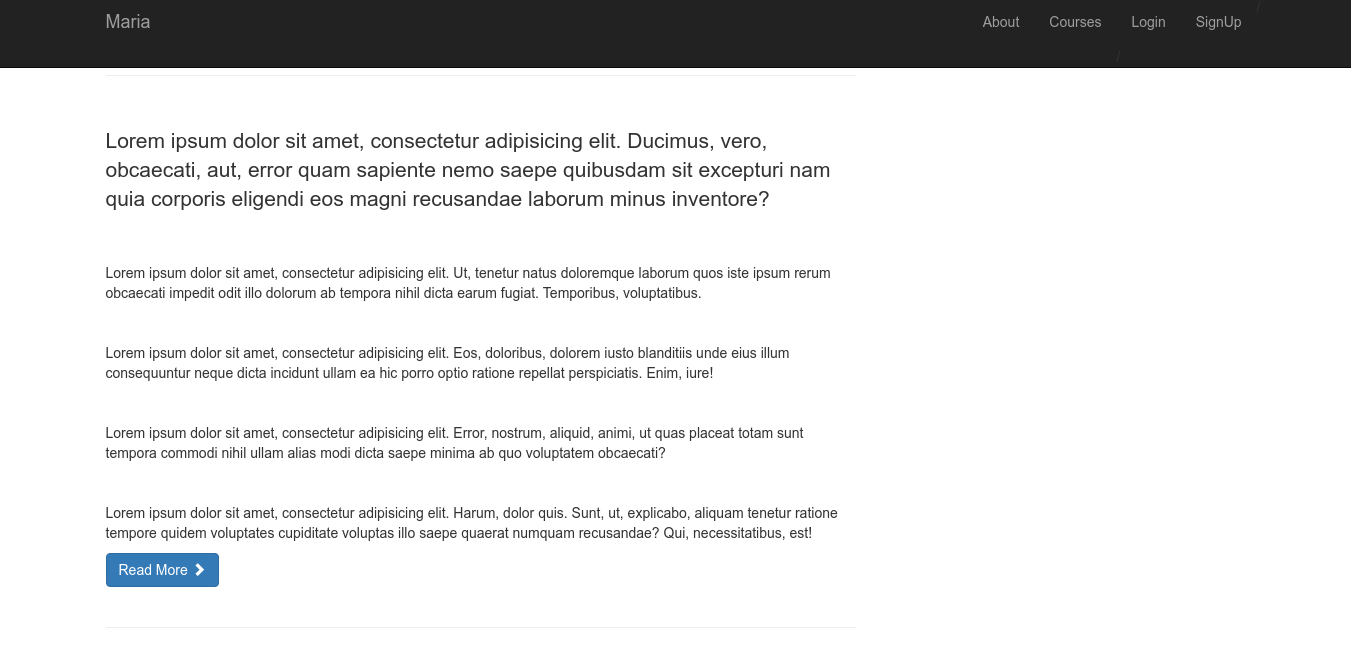 Maria
About Courses Login SignUp
Lorem ipsum dolor sit amet, consectetur adipisicing elit. Ducimus, vero,
obcaecati, aut, error quam sapiente nemo saepe quibusdam sit excepturi nam
quia corporis eligendi eos magni recusandae laborum minus inventore?
Lorem ipsum dolor sit amet, consectetur adipisicing elit. Ut, tenetur natus doloremque laborum quos iste ipsum rerum
obcaecati impedit odit illo dolorum ab tempora nihil dicta earum fugiat. Temporibus, voluptatibus.
Lorem ipsum dolor sit amet, consectetur adipisicing elit. Eos, doloribus, dolorem iusto blanditiis unde eius illum
consequuntur neque dicta incidunt ullam ea hic porro optio ratione repellat perspiciatis. Enim, iure!
Lorem ipsum dolor sit amet, consectetur adipisicing elit. Error, nostrum, aliquid, animi, ut quas placeat totam sunt
tempora commodi nihil ullam alias modi dicta saepe minima ab quo voluptatem obcaecati?
Lorem ipsum dolor sit amet, consectetur adipisicing elit. Harum, dolor quis. Sunt, ut, explicabo, aliquam tenetur ratione
tempore quidem voluptates cupiditate voluptas illo saepe quaerat numquam recusandae? Qui, necessitatibus, est!
Read More